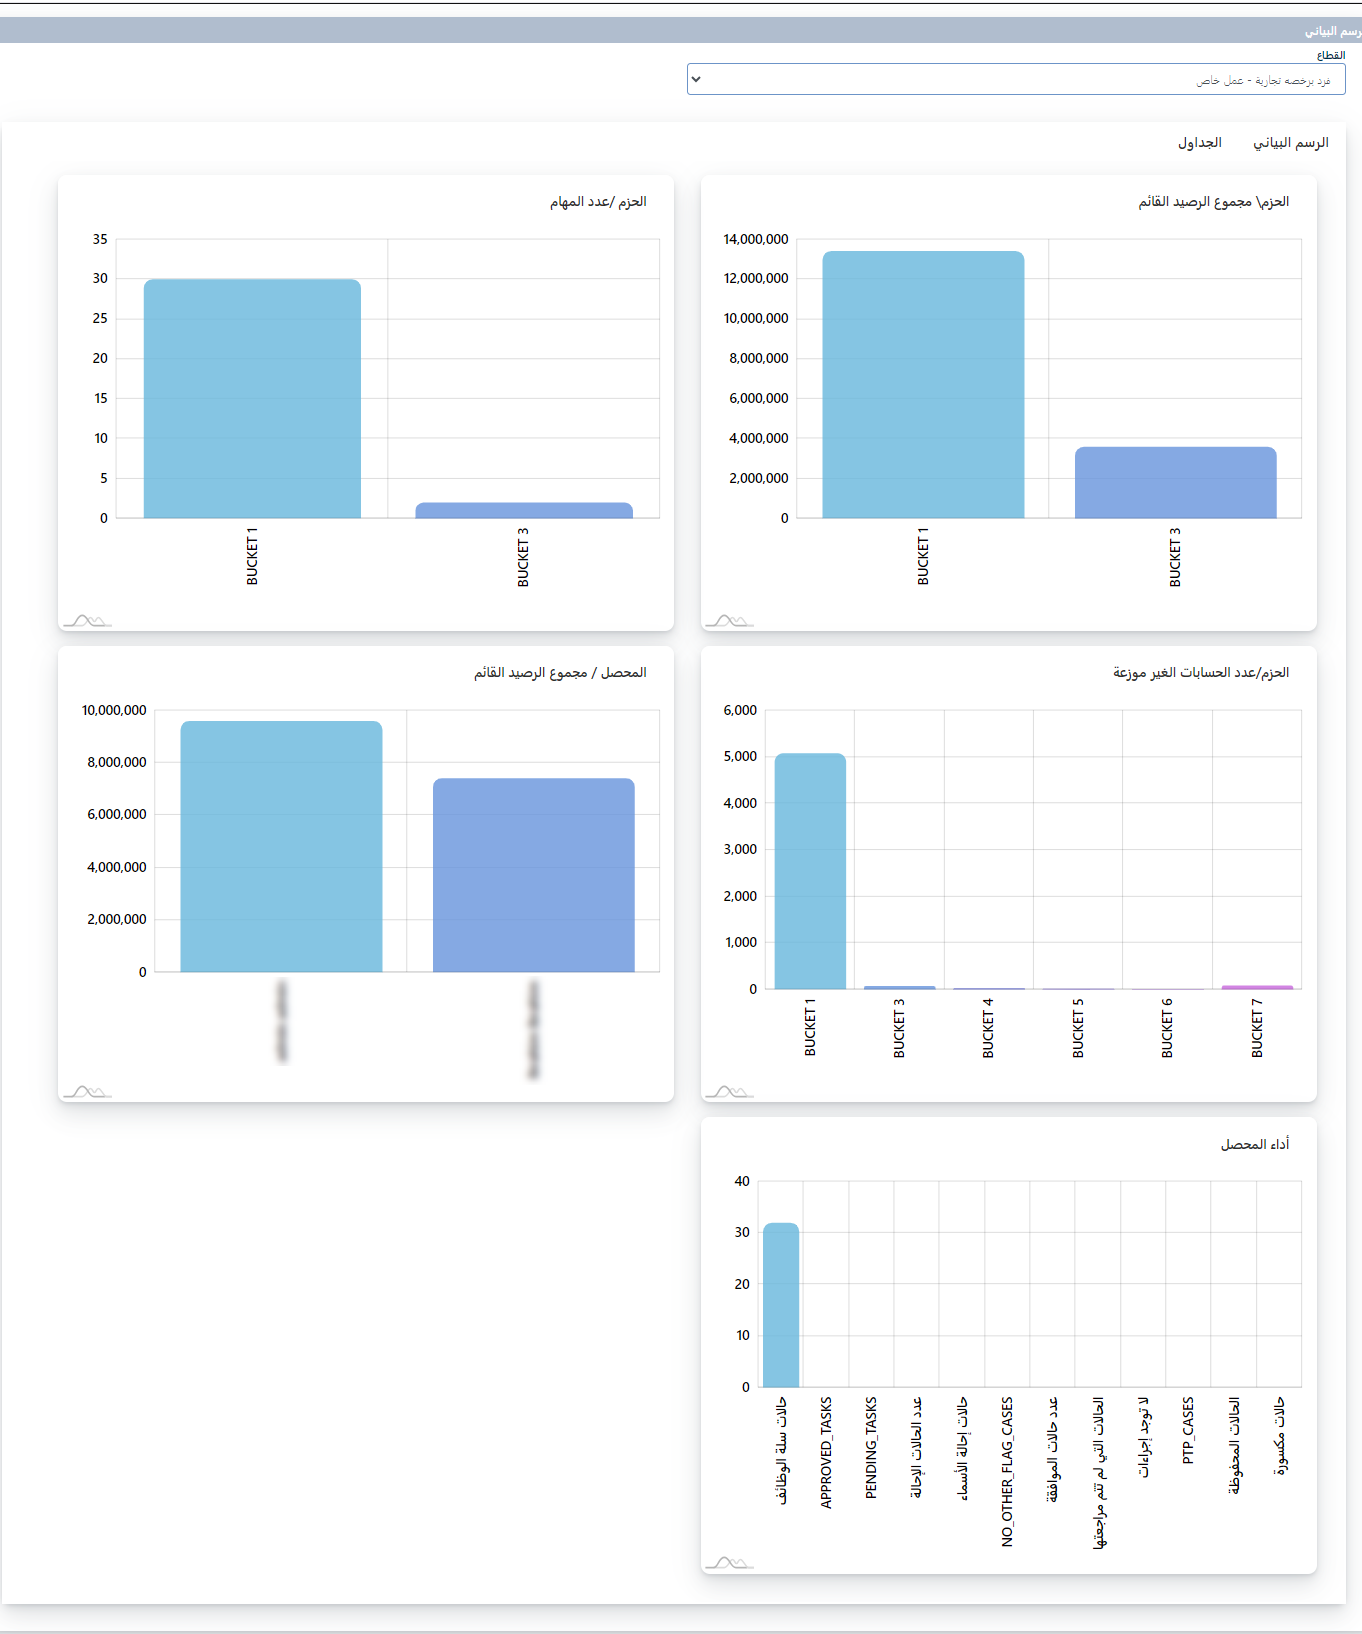 رسم البياني
القطاع
فرد برخصه تجارية - عمل خاص
الرسم البياني
الجداول
الحزم\ مجموع الرصيد القائم
14,000,000
12,000,000
10,000,000
8,000,000
6,000,000
4,000,000
2,000,000
0
BUCKET 1
BUCKET 3
الحزم /عدد المهام
35
30
25
20
15
10
5
0
BUCKET 1
BUCKET 3
الحزم/عدد الحسابات الغير موزعة
6,000
5,000
4,000
3,000
2,000
1,000
0
BUCKET 1
BUCKET 3
BUCKET 4
BUCKET 5
BUCKET 6
BUCKET 7
المحصل / مجموع الرصيد القائم
10,000,000
8,000,000
6,000,000
4,000,000
2,000,000
0
أداء المحصل
40
30
20
10
0
حالات سلة الوظائف
APPROVED_TASKS
PENDING_TASKS
عدد الحالات الإحالة
حالات إحالة الأسماء
NO_OTHER_FLAG_CASES
عدد حالات الموافقة
الحالات التي لم تتم مراجعتها
لا توجد إجراءات
PTP_CASES
الحالات المحفوظة
حالات مكسورة